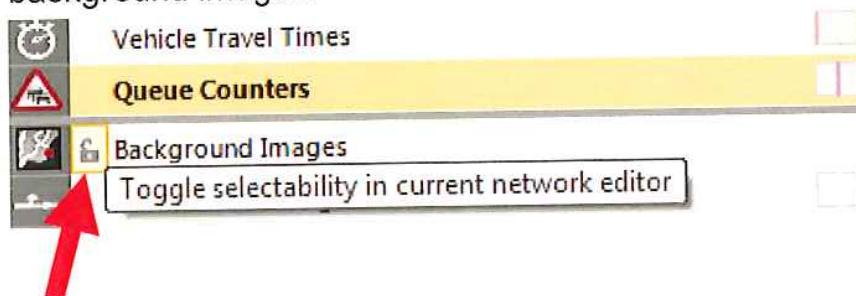 Vehicle Travel Times
Queue Counters
Background Images
Toggle selectability in current network editor